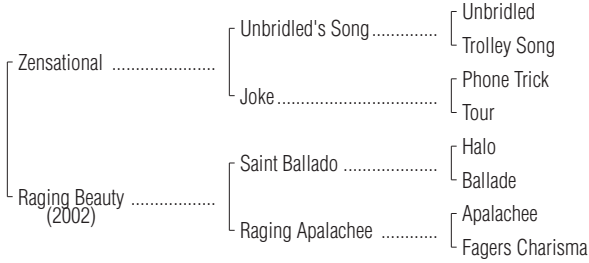 Unbridled
Unbridled's Song..............
Trolley Song
Zensational ......................
Phone Trick
Joke...................................
Tour
Halo
Saint Ballado ....................
Ballade
Raging Beauty ..................
(2002)
Apalachee
Raging Apalachee ............
Fagers Charisma